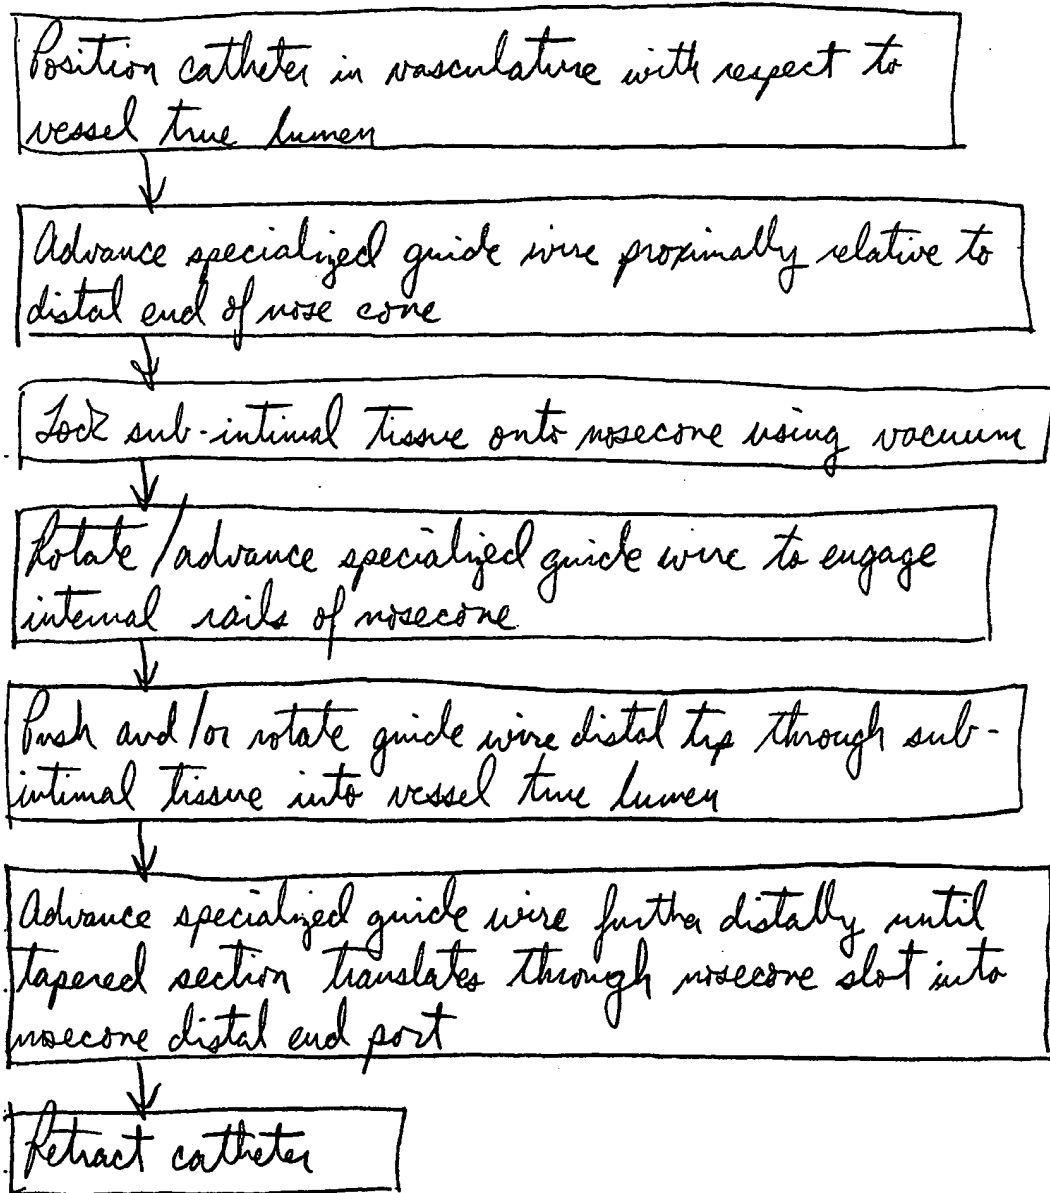 Position catheter in vasculature with respect to
vessel true lumen
Advance specialized guide wire proximally relative to
distal end of nose cone
Lock sub-intimal tissue onto nosecone using vacuum
Rotate/advance specialized guide wire to engage
internal rails of nosecone
Push and/or rotate guide wire distal tip through sub-
intimal tissue into vessel true lumen
Advance specialized guide wire further distally until
tapered section translates through nosecone slot into
nosecone distal end port
Retract catheter